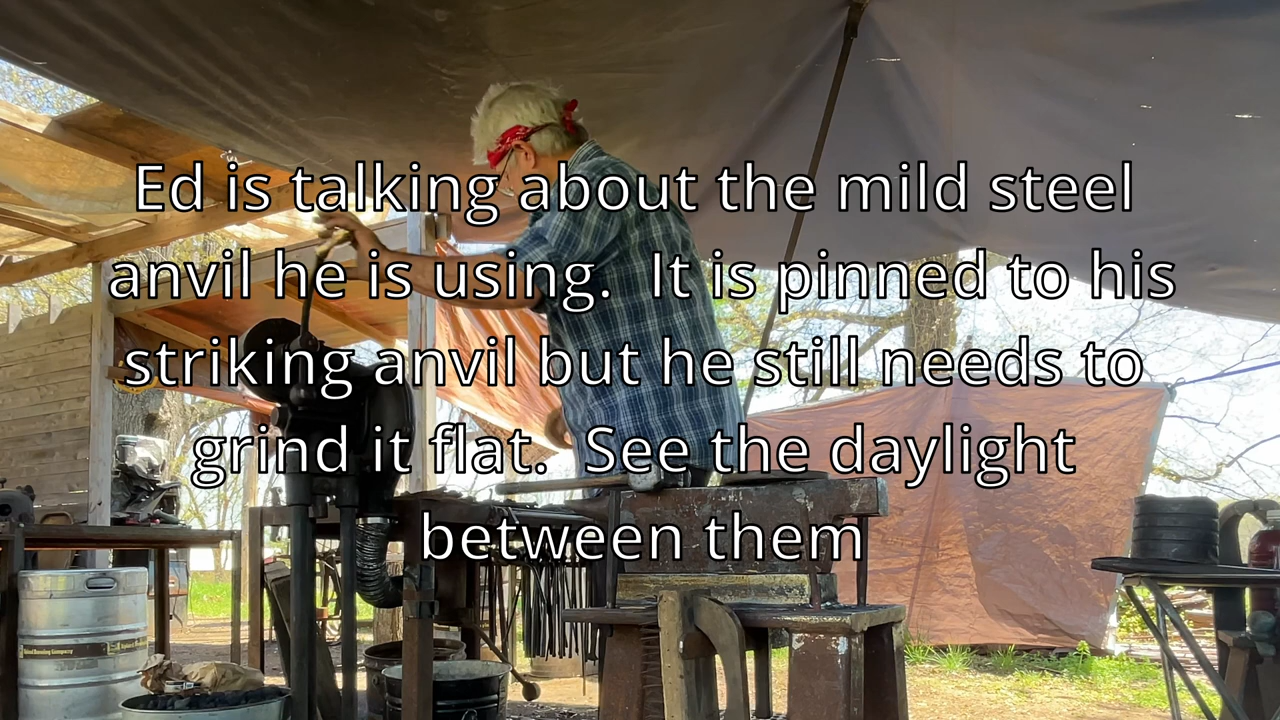 Ed is talking about the mild steel
anvil he is using.  It is pinned to his
striking anvil but he still needs to
grind it flat.  See the daylight
between them